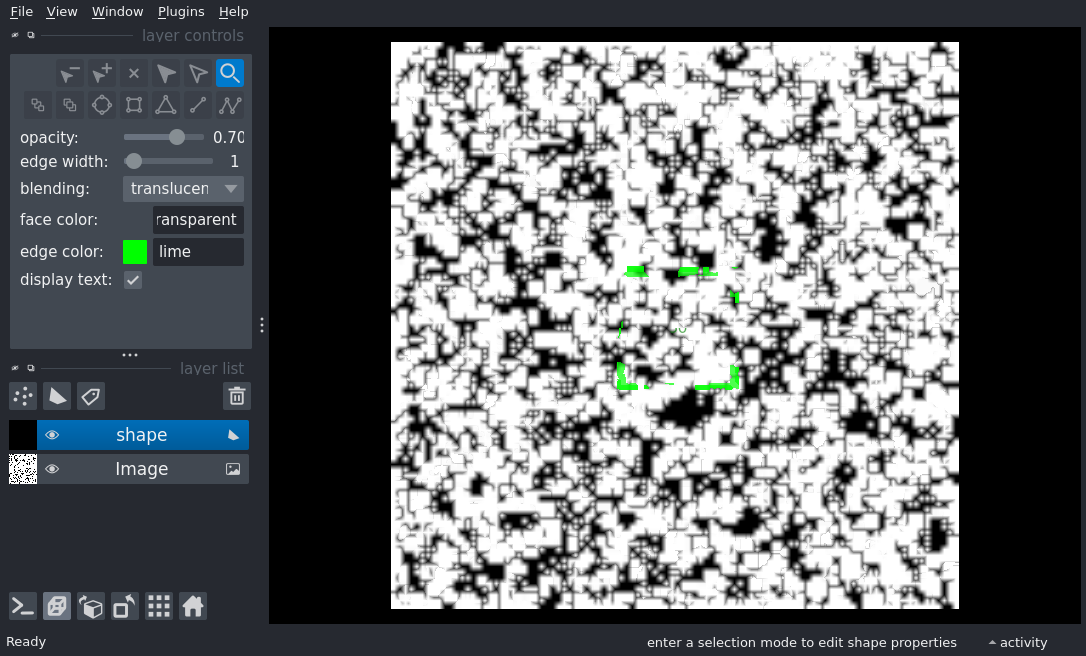 File View Window Plugins Help
layer controls
opacity: 0.70
edge width: 1
blending: translucen
face color: ransparent
edge color: lime
display text:
layer list
shape
Image
Ready
enter a selection mode to edit shape properties
activity